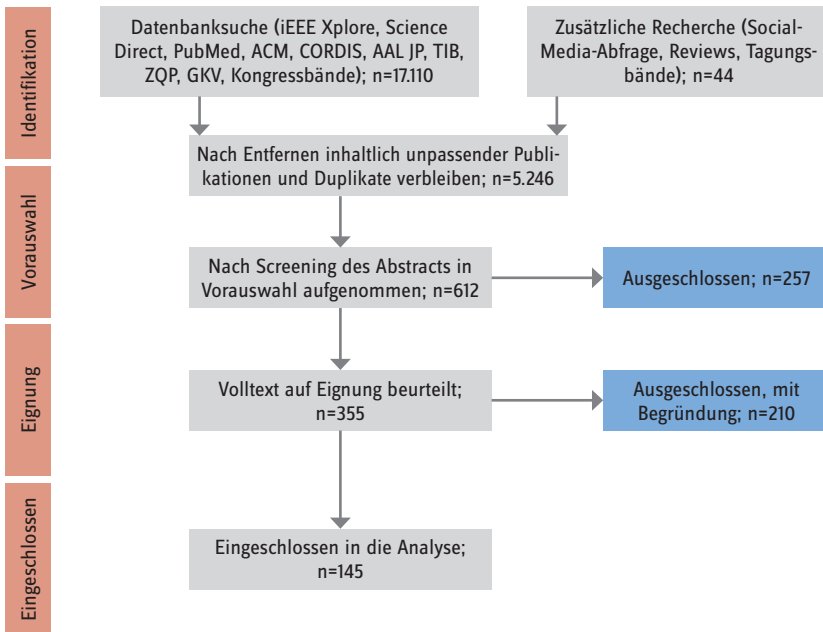 Identifikation
Datenbanksuche (iEEE Xplore, Science
Direct, PubMed, ACM, CORDIS, AAL JP, TIB,
ZQP, GKV, Kongressbände); n=17.110
Zusätzliche Recherche (Social-
Media-Abfrage, Reviews, Tagungs-
bände); n=44
Nach Entfernen inhaltlich unpassender Publi-
kationen und Duplikate verbleiben; n=5.246
Vorauswahl
Nach Screening des Abstracts in
Vorauswahl aufgenommen; n=612
Ausgeschlossen; n=257
Eignung
Volltext auf Eignung beurteilt;
n=355
Ausgeschlossen, mit
Begründung; n=210
Eingeschlossen
Eingeschlossen in die Analyse;
n=145